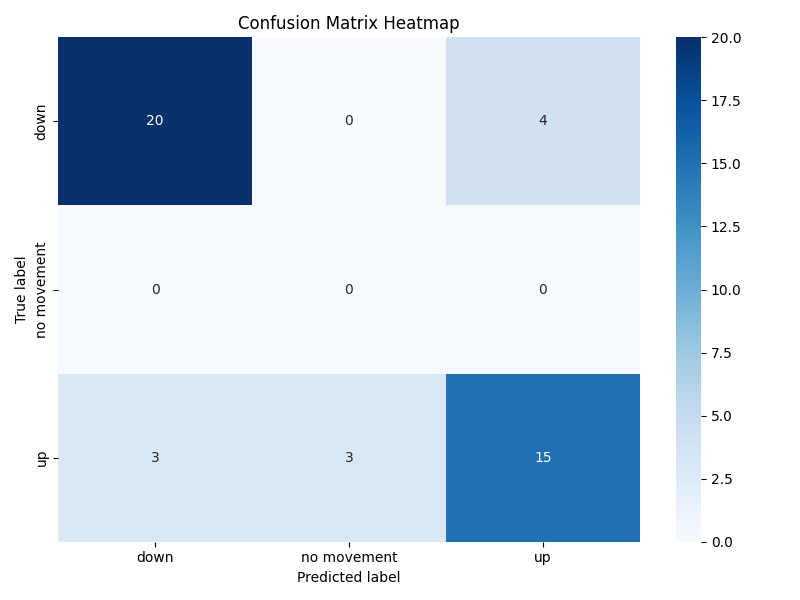 Confusion Matrix Heatmap
True label
down
no movement
up
20 0 4
0 0 0
3 3 15
down no movement up
Predicted label
20.0
17.5
15.0
12.5
10.0
7.5
5.0
2.5
0.0